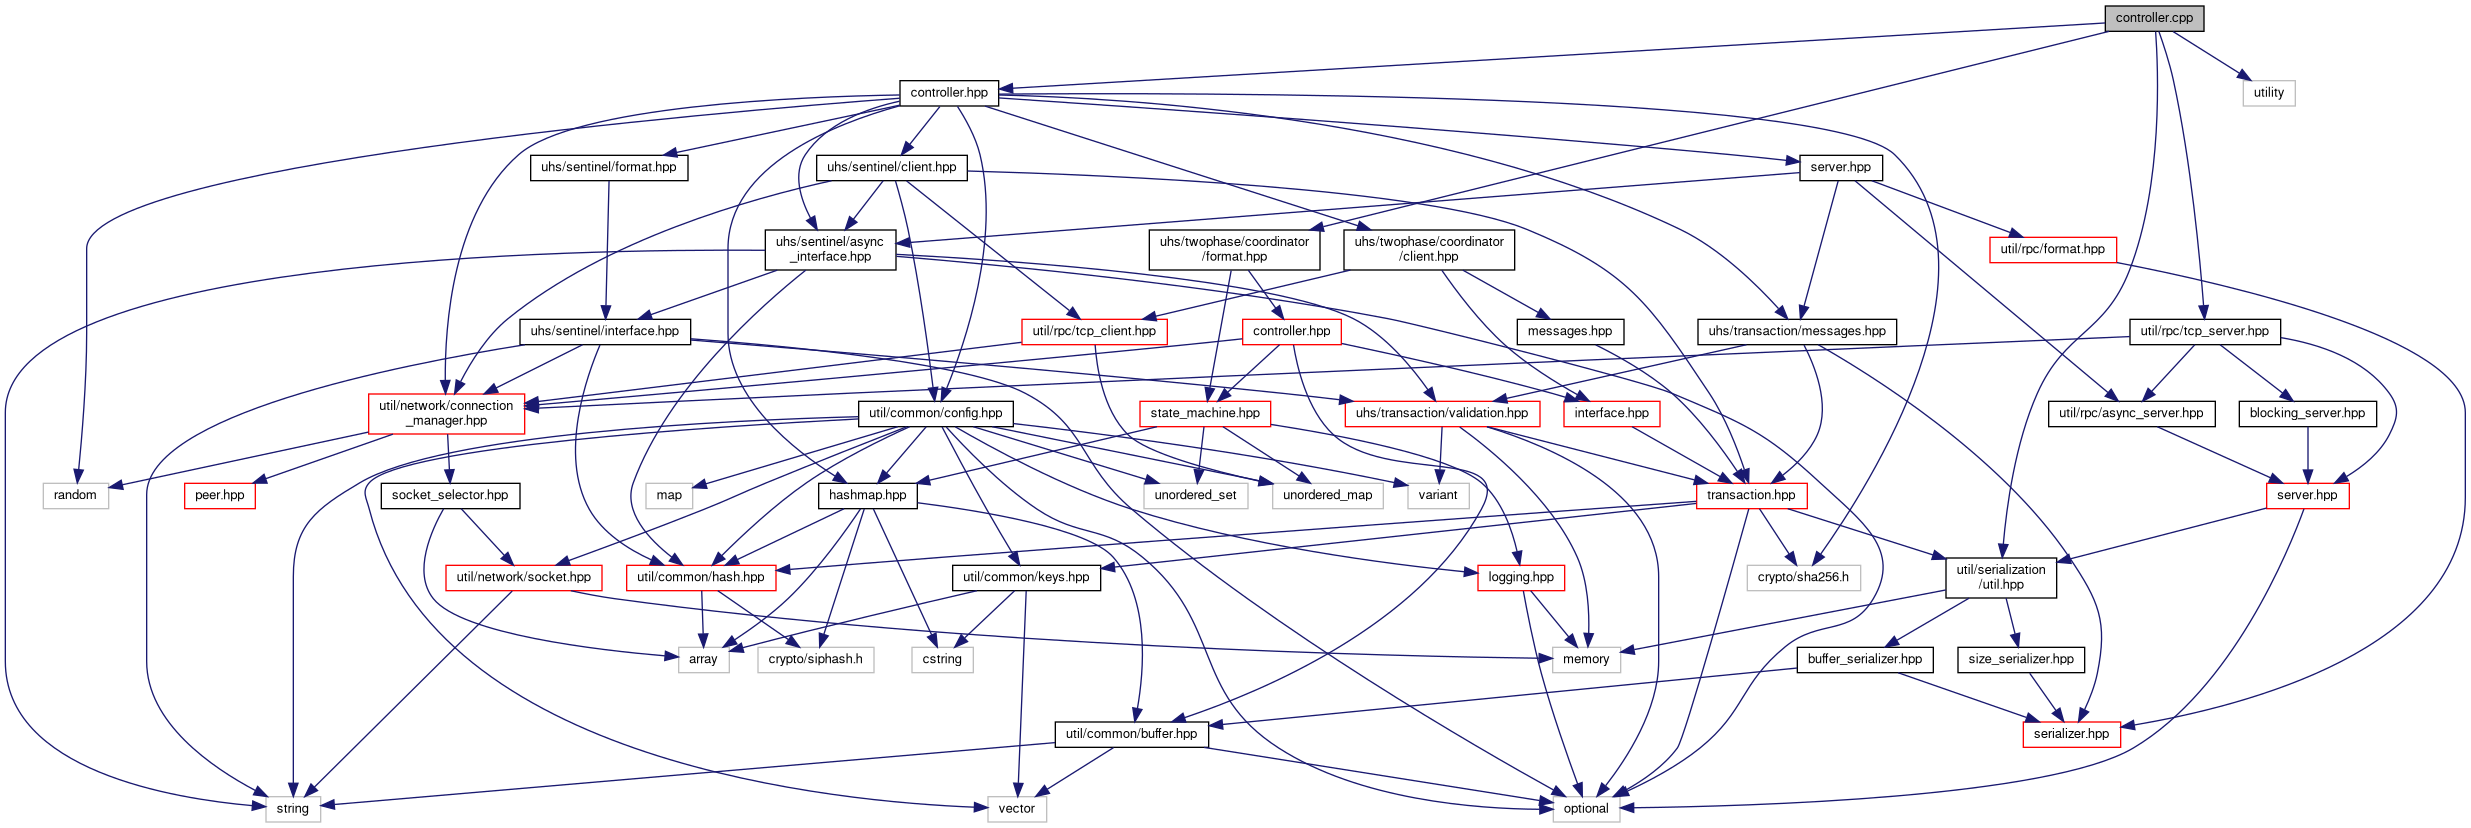 controller.cpp
controller.hpp
utility
uhs/sentinel/format.hpp
uhs/sentinel/client.hpp
server.hpp
uhs/sentinel/async
_interface.hpp
uhs/twophase/coordinator
/format.hpp
uhs/twophase/coordinator
/client.hpp
util/rpc/format.hpp
uhs/sentinel/interface.hpp
util/rpc/tcp_client.hpp
controller.hpp
messages.hpp
uhs/transaction/messages.hpp
util/rpc/tcp_server.hpp
util/network/connection
_manager.hpp
util/common/config.hpp
state_machine.hpp
uhs/transaction/validation.hpp
interface.hpp
util/rpc/async_server.hpp
blocking_server.hpp
random
peer.hpp
socket_selector.hpp
map
hashmap.hpp
unordered_set
unordered_map
variant
transaction.hpp
server.hpp
util/network/socket.hpp
util/common/hash.hpp
util/common/keys.hpp
logging.hpp
crypto/sha256.h
util/serialization
/util.hpp
array
crypto/siphash.h
cstring
memory
buffer_serializer.hpp
size_serializer.hpp
util/common/buffer.hpp
serializer.hpp
string
vector
optional